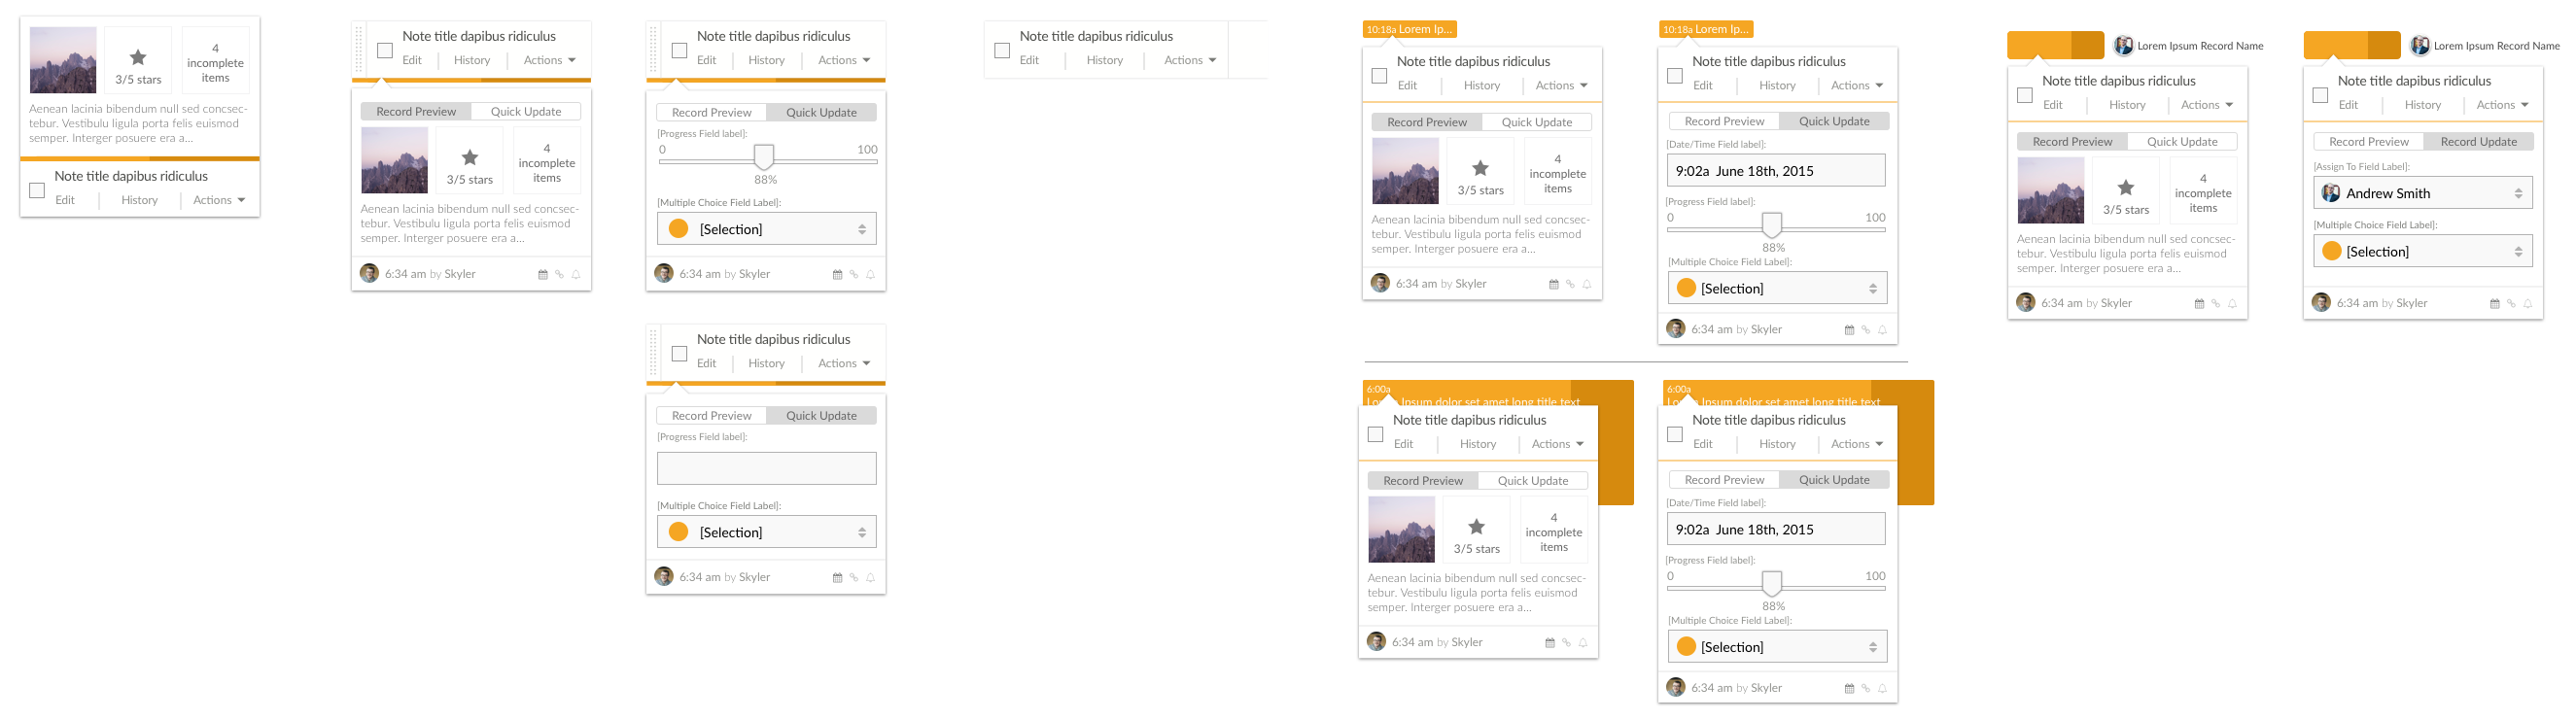 3/5 stars
4
incomplete
items
Aenean lacinia bibendum null sed concsec-
tebur. Vestibulu ligula porta felis euismod
semper. Interger posuere era a...
Note title dapibus ridiculus
Edit History Actions
Note title dapibus ridiculus
Edit History Actions
Record Preview Quick Update
3/5 stars
4
incomplete
items
Aenean lacinia bibendum null sed concsec-
tebur. Vestibulu ligula porta felis euismod
semper. Interger posuere era a...
6:34 am by Skyler
Note title dapibus ridiculus
Edit History Actions
Record Preview Quick Update
[Progress Field label]:
0 100
88%
[Multiple Choice Field Label]:
[Selection]
6:34 am by Skyler
Note title dapibus ridiculus
Edit History Actions
Record Preview Quick Update
[Progress Field label]:
[Multiple Choice Field Label]:
[Selection]
6:34 am by Skyler
Note title dapibus ridiculus
Edit History Actions
10:18a Lorem Ip...
Note title dapibus ridiculus
Edit History Actions
Record Preview Quick Update
3/5 stars
4
incomplete
items
Aenean lacinia bibendum null sed concsec-
tebur. Vestibulu ligula porta felis euismod
semper. Interger posuere era a...
6:34 am by Skyler
10:18a Lorem Ip...
Note title dapibus ridiculus
Edit History Actions
Record Preview Quick Update
[Date/Time Field label]:
9:02a June 18th, 2015
[Progress Field label]:
0 100
88%
[Multiple Choice Field Label]:
[Selection]
6:34 am by Skyler
6:00a
Ipsum dolor set amet long title text
Note title dapibus ridiculus
Edit History Actions
Record Preview Quick Update
3/5 stars
4
incomplete
items
Aenean lacinia bibendum null sed concsec-
tebur. Vestibulu ligula porta felis euismod
semper. Interger posuere era a...
6:34 am by Skyler
6:00a
Ipsum dolor set amet long title text
Note title dapibus ridiculus
Edit History Actions
Record Preview Quick Update
[Date/Time Field label]:
9:02a June 18th, 2015
[Progress Field label]:
0 100
88%
[Multiple Choice Field Label]:
[Selection]
6:34 am by Skyler
Lorem Ipsum Record Name
Note title dapibus ridiculus
Edit History Actions
Record Preview Quick Update
3/5 stars
4
incomplete
items
Aenean lacinia bibendum null sed concsec-
tebur. Vestibulu ligula porta felis euismod
semper. Interger posuere era a...
6:34 am by Skyler
Lorem Ipsum Record Name
Note title dapibus ridiculus
Edit History Actions
Record Preview Record Update
[Assign To Field Label]:
Andrew Smith
[Multiple Choice Field Label]:
[Selection]
6:34 am by Skyler